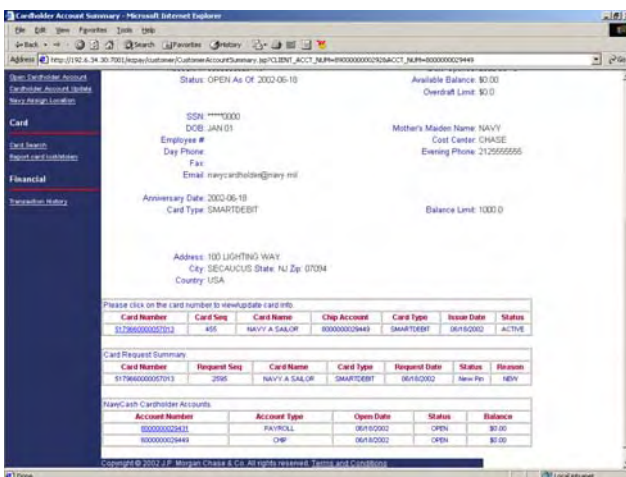 Cardholder Account Summary - Microsoft Internet Explorer
File Edit View Favorites Tools Help
Back Search Favorites History
Address http://192.6.34.30:7001/ezpay/customer/CustomerAccountSummary.jsp?CLIENT_ACCT_NUM= Go
Open Cardholder Account
Cardholder Account Update
Navy Assign Location
Card
Card Search
Report card lost/stolen
Financial
Transaction History
Status: OPEN As Of: 2002-06-18 Available Balance: $0.00
Overdraft Limit: $0.0
SSN: *****0000
DOB: JAN 01 Mother's Maiden Name: NAVY
Employee #: Cost Center: CHASE
Day Phone: Evening Phone: 2125555555
Fax:
Email: navycardholder@navy.mil
Anniversary Date: 2002-06-18
Card Type: SMARTDEBIT Balance Limit: 1000.0
Address: 100 LIGHTING WAY
City: SECAUCUS State: NJ Zip: 07094
Country: USA
Please click on the card number to view/update card info.
Card Number Card Seq Card Name Chip Account Card Type Issue Date Status
5179660000057013 455 NAVY A SAILOR 8000000029449 SMARTDEBIT 06/18/2002 ACTIVE
Card Request Summary
Card Number Request Seq Card Name Card Type Request Date Status Reason
5179660000057013 2595 NAVY A SAILOR SMARTDEBIT 06/18/2002 New Pin NEW
NavyCash Cardholder Accounts
Account Number Account Type Open Date Status Balance
8000000029431 PAYROLL 06/18/2002 OPEN $0.00
8000000029449 CHIP 06/18/2002 OPEN $0.00
Copyright © 2002 J.P. Morgan Chase & Co. All rights reserved. Terms and Conditions
Done Local intranet